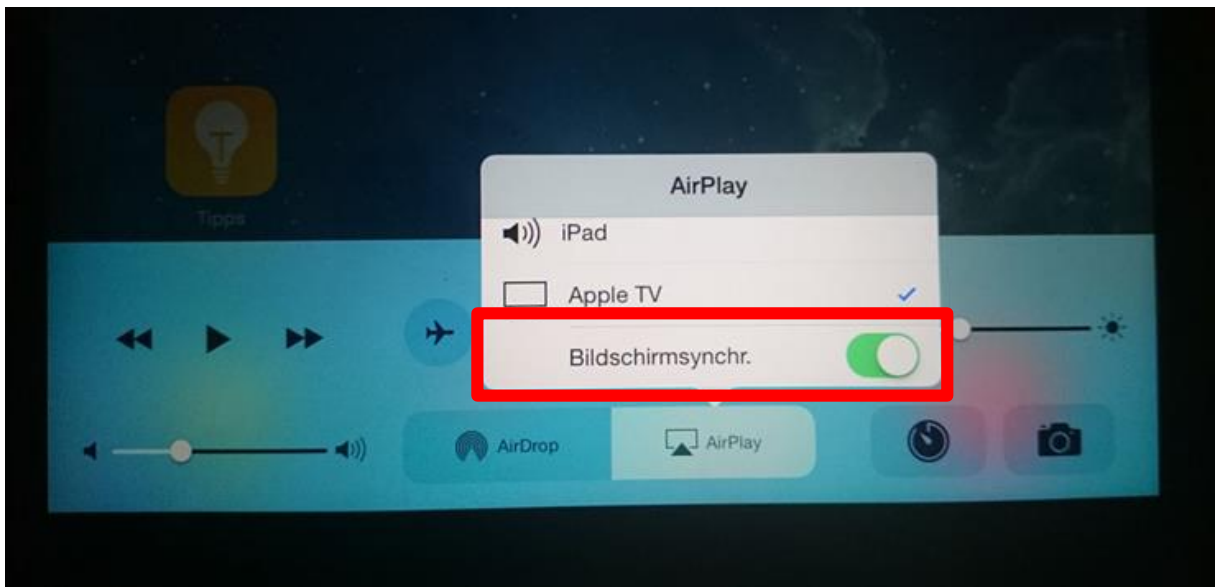 Tipps
AirPlay
iPad
Apple TV
Bildschirmsynchr.
AirDrop
AirPlay